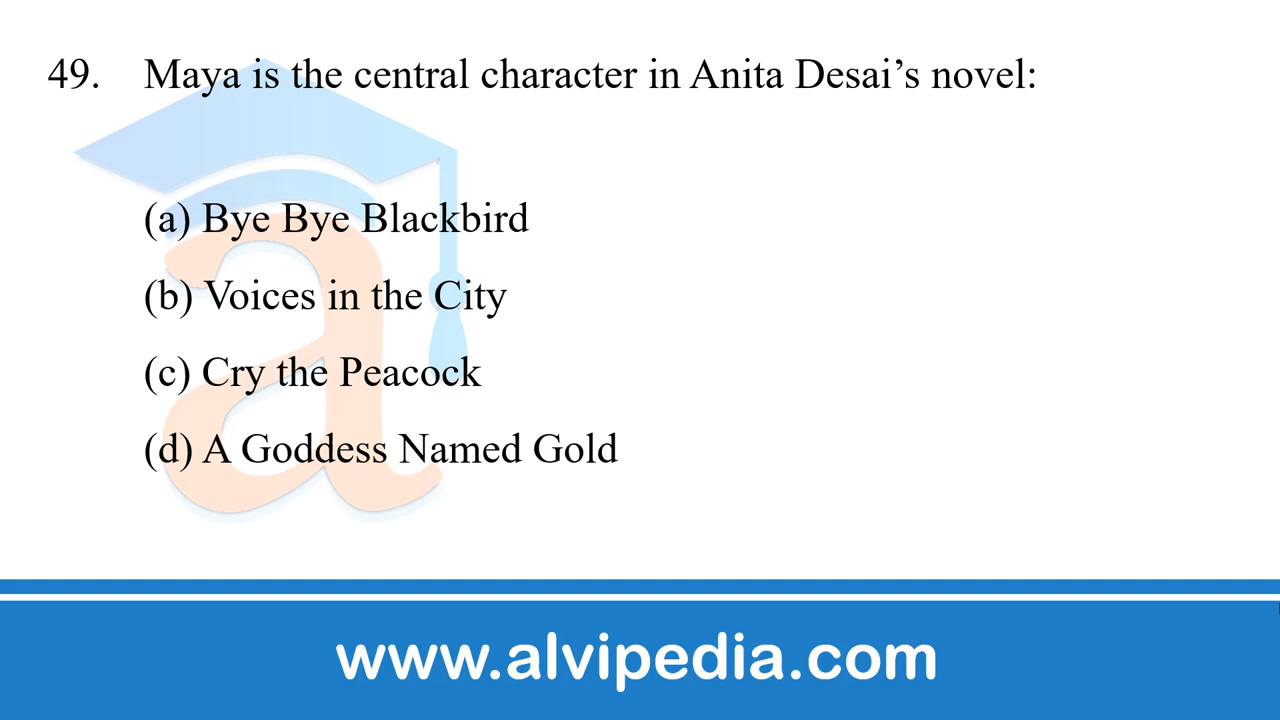 49. Maya is the central character in Anita Desai’s novel:
(a) Bye Bye Blackbird
(b) Voices in the City
(c) Cry the Peacock
(d) A Goddess Named Gold
www.alvipedia.com